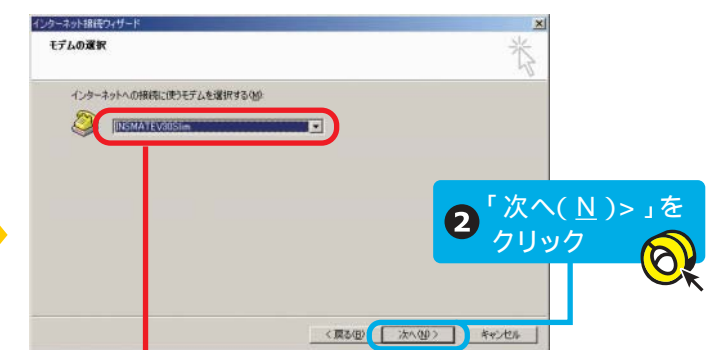 インターネット接続ウィザード
モデムの選択
インターネットへの接続に使うモデムを選択する(M)
INSMATEV30Slim
2 「次へ( N )> 」を
クリック
< 戻る(B)
次へ(N) >
キャンセル